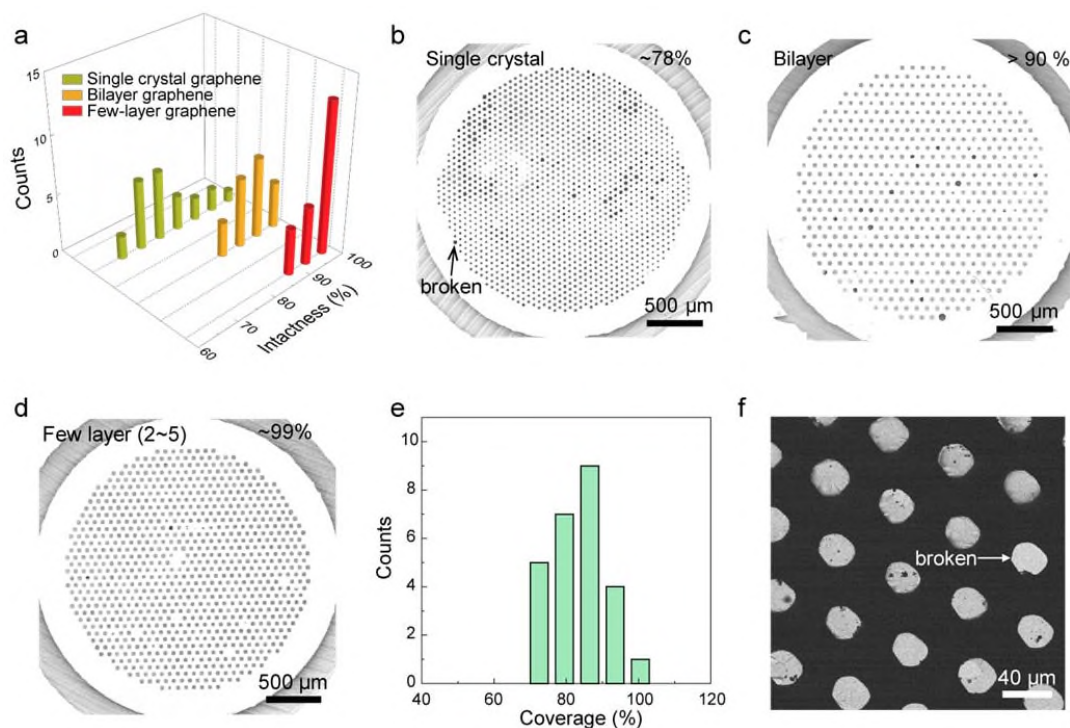 a
15
10
5
0
Counts
Single crystal graphene
Bilayer graphene
Few-layer graphene
60
70
80
90
100
Intactness (%)
b
Single crystal
~78%
broken
500 µm
c
Bilayer
> 90 %
500 µm
d
Few layer (2~5)
~99%
500 µm
e
10
8
6
4
2
0
Counts
40
60
80
100
120
Coverage (%)
f
broken
40 µm